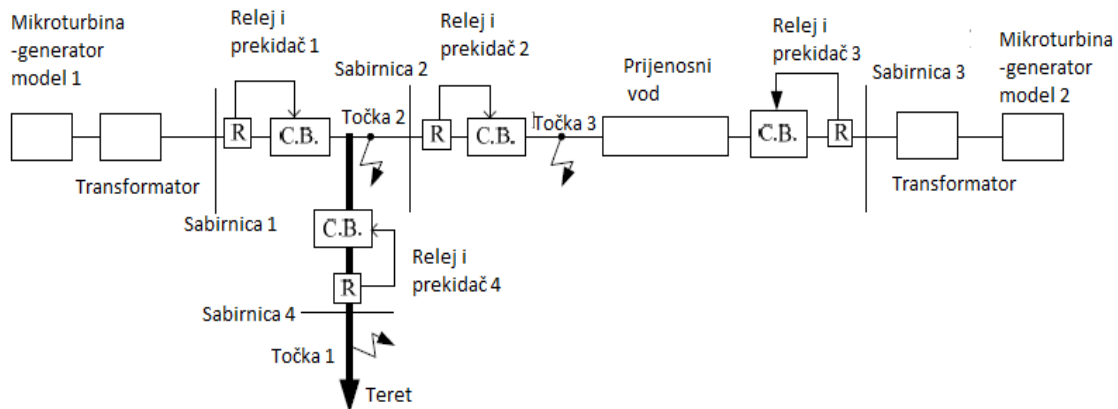 Mikroturbina
-generator
model 1
Relej i
prekidač 1
Relej i
prekidač 2
Sabirnica 2
Prijenosni
vod
Relej i
prekidač 3
Sabirnica 3
Mikroturbina
-generator
model 2
R
C.B.
Točka 2
R
C.B.
Točka 3
C.B.
R
Transformator
Sabirnica 1
Transformator
C.B.
R
Relej i
prekidač 4
Sabirnica 4
Točka 1
Teret